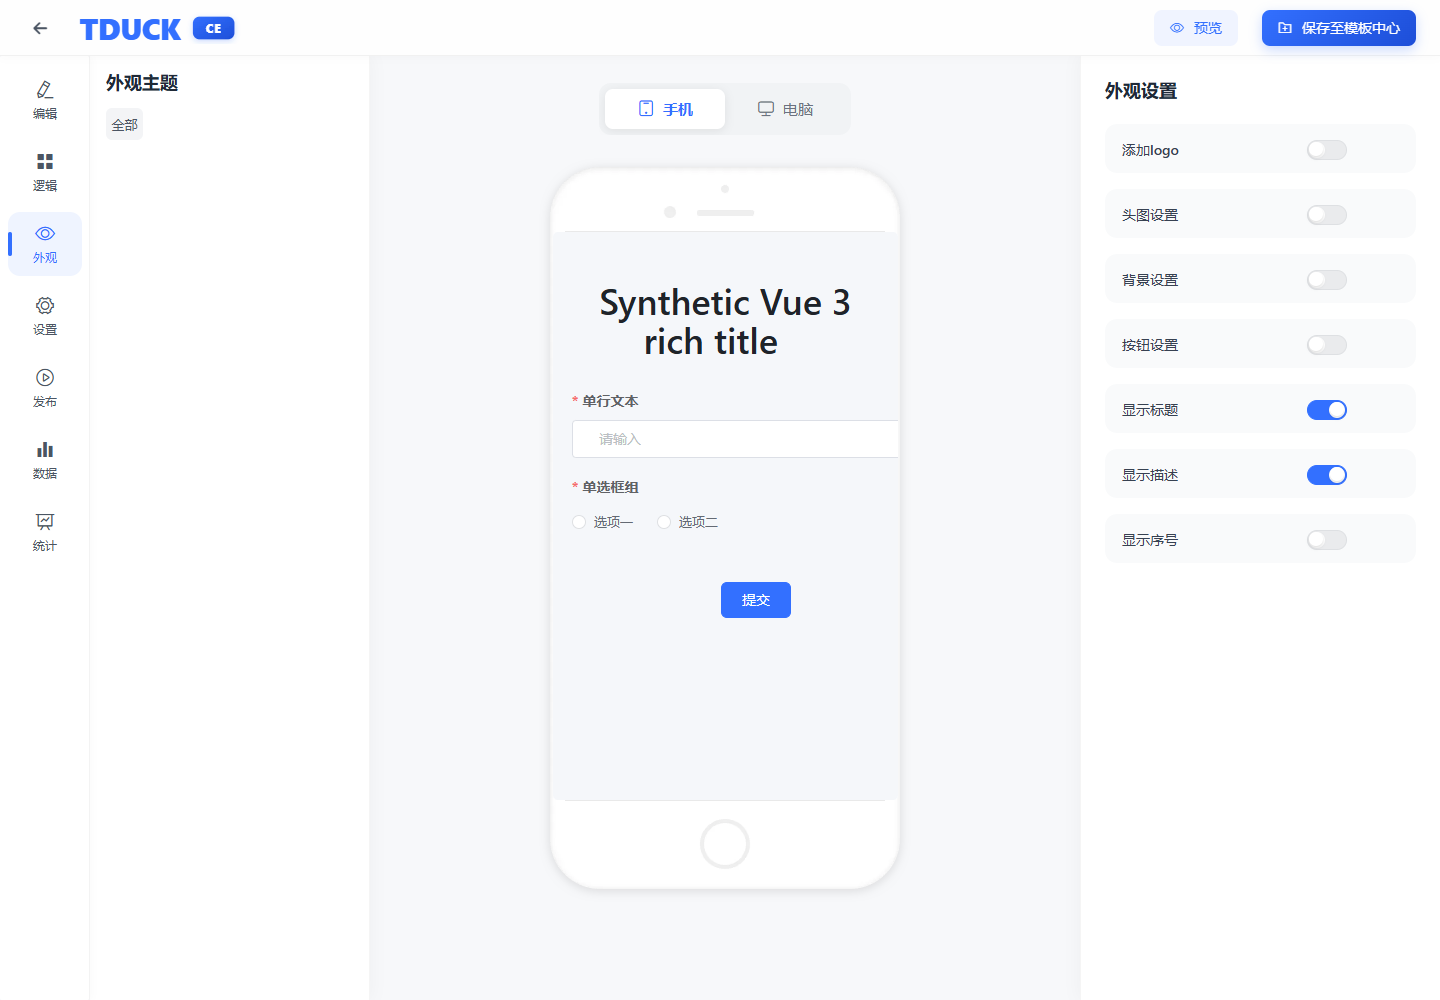 TDUCK CE
预览
保存至模板中心
编辑
逻辑
外观
设置
发布
数据
统计
外观主题
全部
手机
电脑
Synthetic Vue 3
rich title
* 单行文本
请输入
* 单选框组
选项一 选项二
提交
外观设置
添加logo
头图设置
背景设置
按钮设置
显示标题
显示描述
显示序号